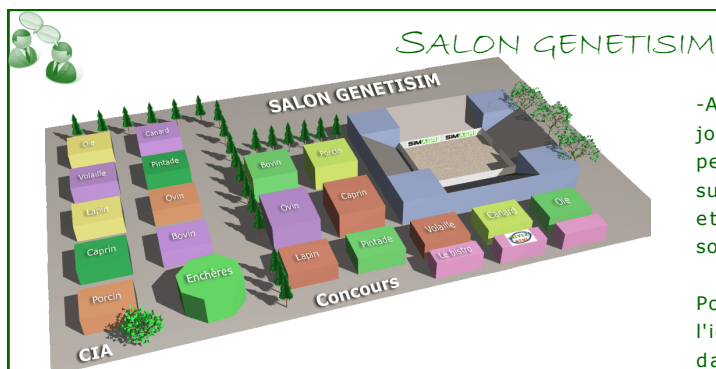 SALON GENETISIM
SALON GENETISIM
Oie
Canard
Volaille
Pintade
Lapin
Ovin
Caprin
Bovin
Porcin
Enchères
CIA
Bovin
Porcin
Ovin
Caprin
Lapin
Pintade
Volaille
Canard
Oie
Le bistro
Concours
-A
jo
pe
su
et
so
Po
l'i
da